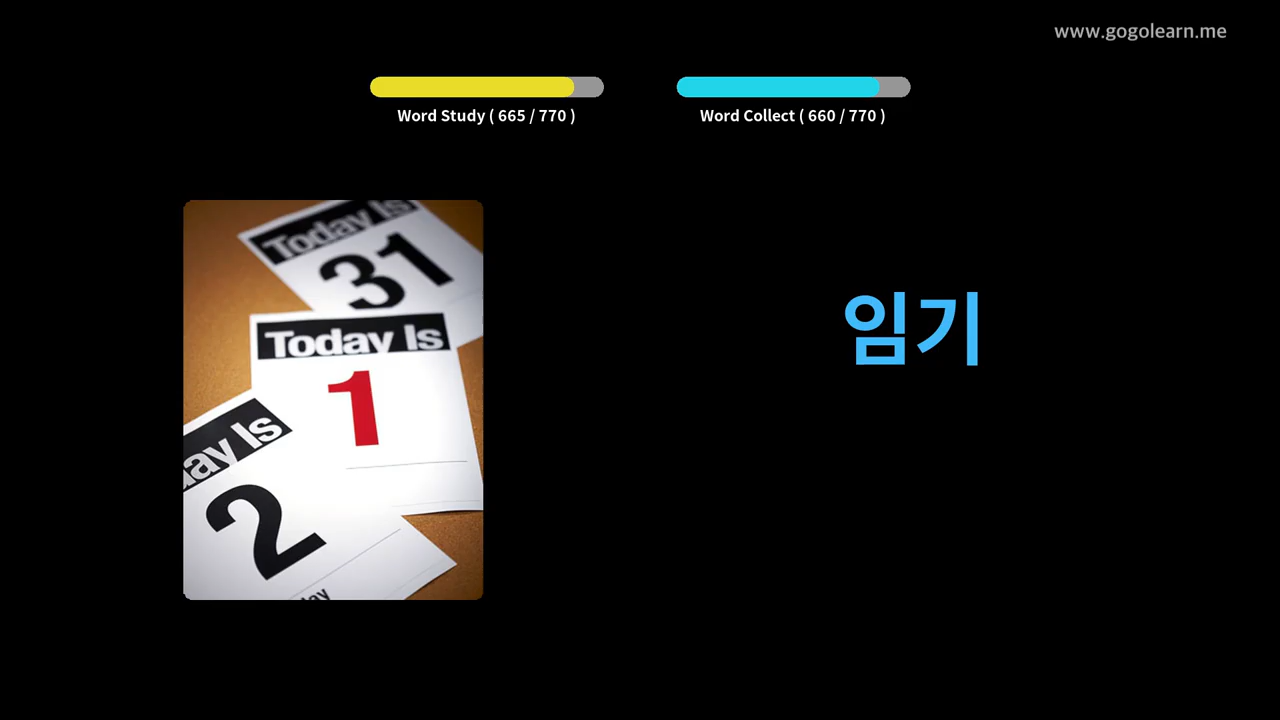 www.gogolearn.me
Word Study ( 665 / 770 )
Word Collect ( 660 / 770 )
Today Is
31
Today Is
1
ay Is
2
임기